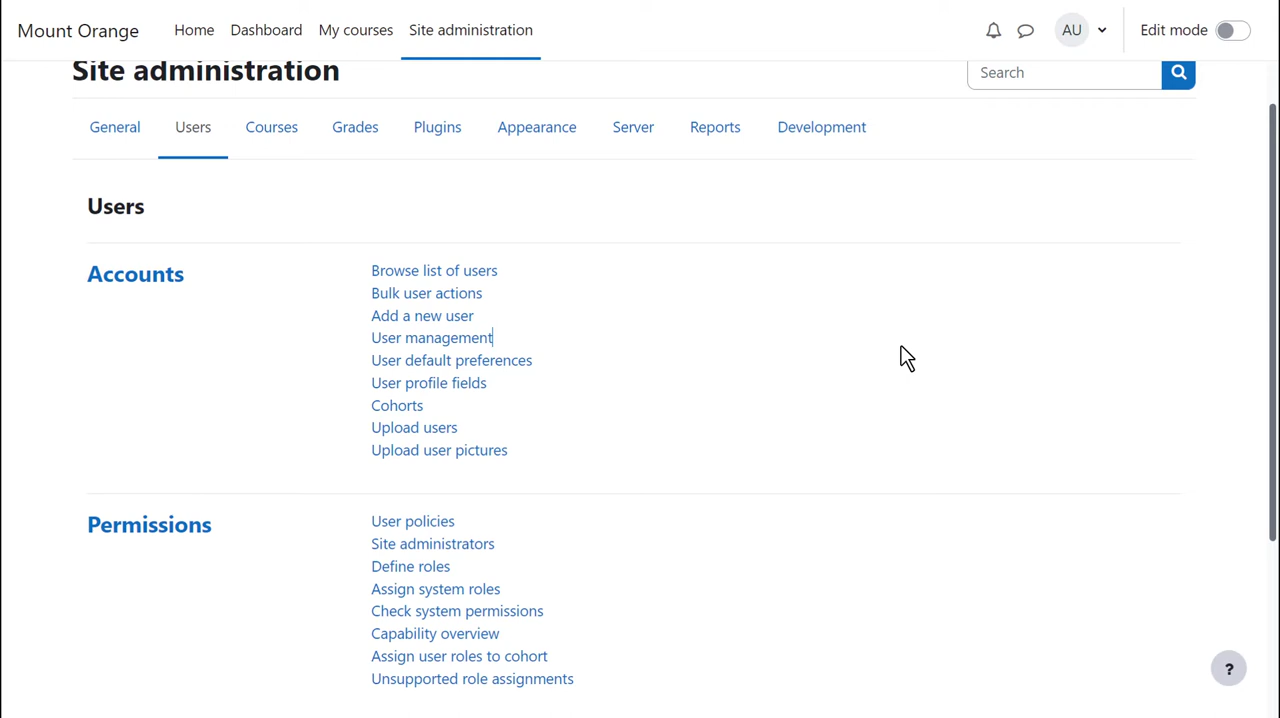 Mount Orange Home Dashboard My courses Site administration AU Edit mode
Site administration
Search
General Users Courses Grades Plugins Appearance Server Reports Development
Users
Accounts
Browse list of users
Bulk user actions
Add a new user
User management
User default preferences
User profile fields
Cohorts
Upload users
Upload user pictures
Permissions
User policies
Site administrators
Define roles
Assign system roles
Check system permissions
Capability overview
Assign user roles to cohort
Unsupported role assignments
?